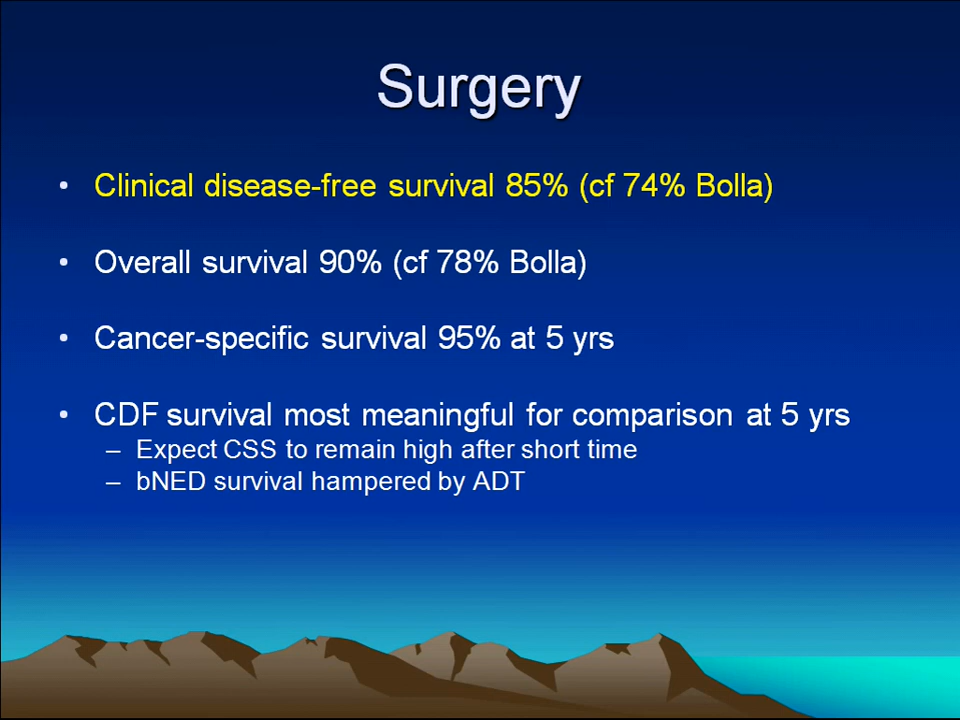 Surgery
• Clinical disease-free survival 85% (cf 74% Bolla)
• Overall survival 90% (cf 78% Bolla)
• Cancer-specific survival 95% at 5 yrs
• CDF survival most meaningful for comparison at 5 yrs
– Expect CSS to remain high after short time
– bNED survival hampered by ADT